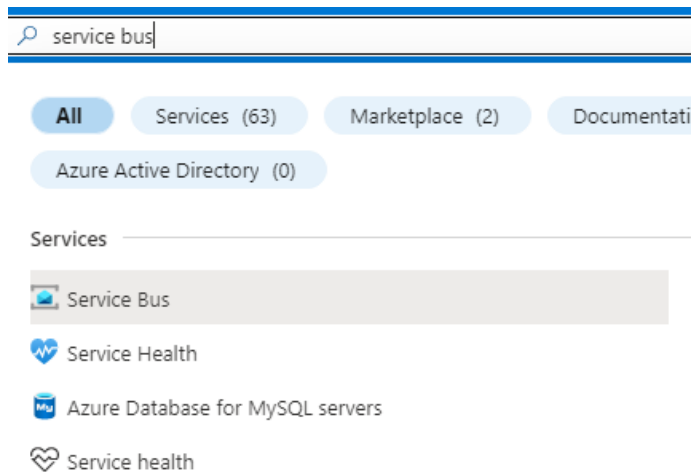 service bus
All Services (63) Marketplace (2) Documentati
Azure Active Directory (0)
Services
Service Bus
Service Health
My Azure Database for MySQL servers
Service health